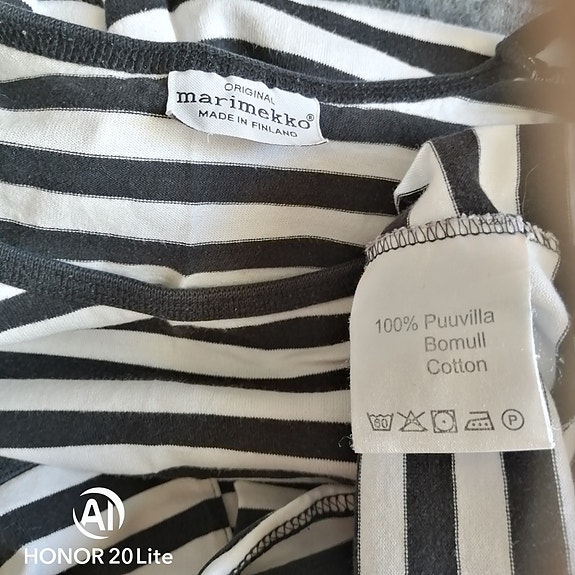 ORIGINAL
marimekko®
MADE IN FINLAND
100% Puuvilla
Bomull
Cotton
60
P
AI
HONOR 20 Lite